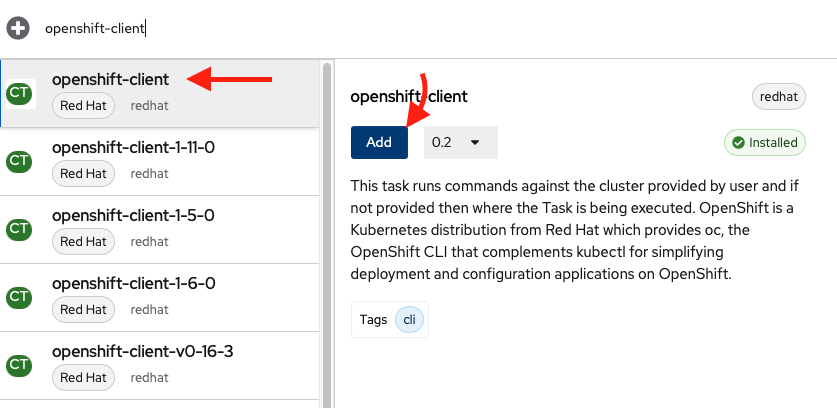 openshift-client
CT
openshift-client
Red Hat redhat
CT
openshift-client-1-11-0
Red Hat redhat
CT
openshift-client-1-5-0
Red Hat redhat
CT
openshift-client-1-6-0
Red Hat redhat
CT
openshift-client-v0-16-3
Red Hat redhat
openshift-client redhat
Add 0.2 Installed
This task runs commands against the cluster provided by user and if
not provided then where the Task is being executed. OpenShift is a
Kubernetes distribution from Red Hat which provides oc, the
OpenShift CLI that complements kubectl for simplifying
deployment and configuration applications on OpenShift.
Tags cli